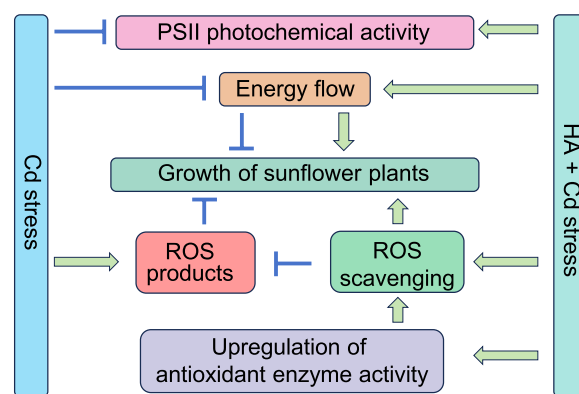 PSII photochemical activity
Energy flow
Growth of sunflower plants
Cd stress
HA + Cd stress
ROS
products
ROS
scavenging
Upregulation of
antioxidant enzyme activity